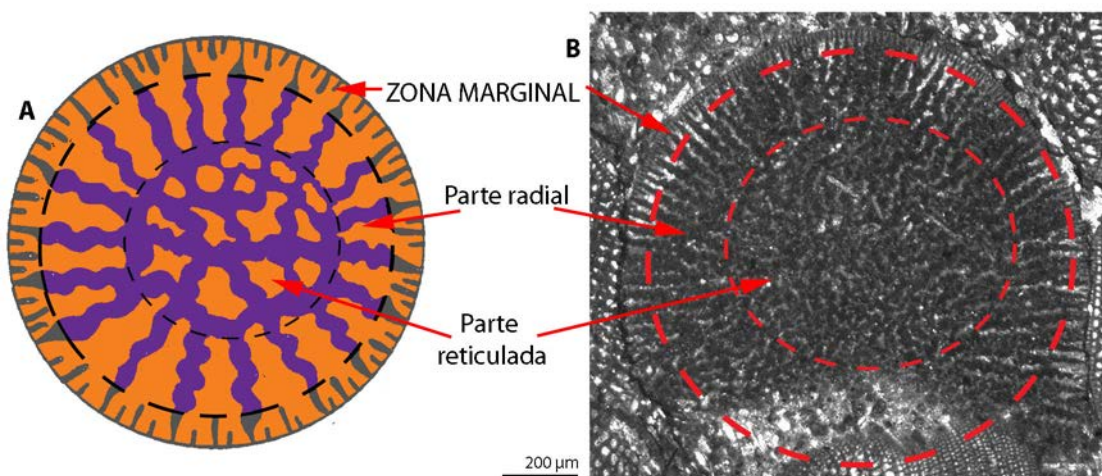 A
B
ZONA MARGINAL
Parte radial
Parte
reticulada
200 µm